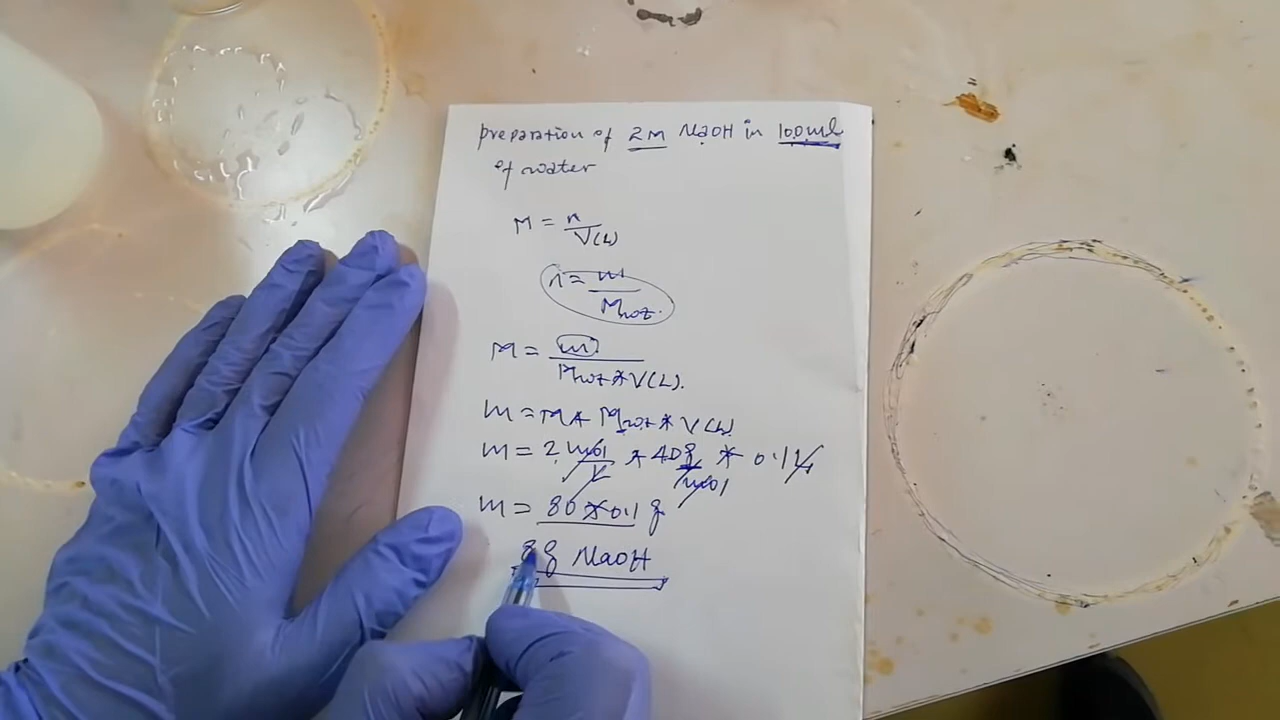 preparation of 2M NaOH in 100ml
of water
M = n/V(L)
n = m/Mwt.
M = m/Mwt*V(L).
m = M* Mwt * V(L)
m = 2 mol/L * 40g/mol * 0.1L
m = 80*0.1 g
8g NaOH